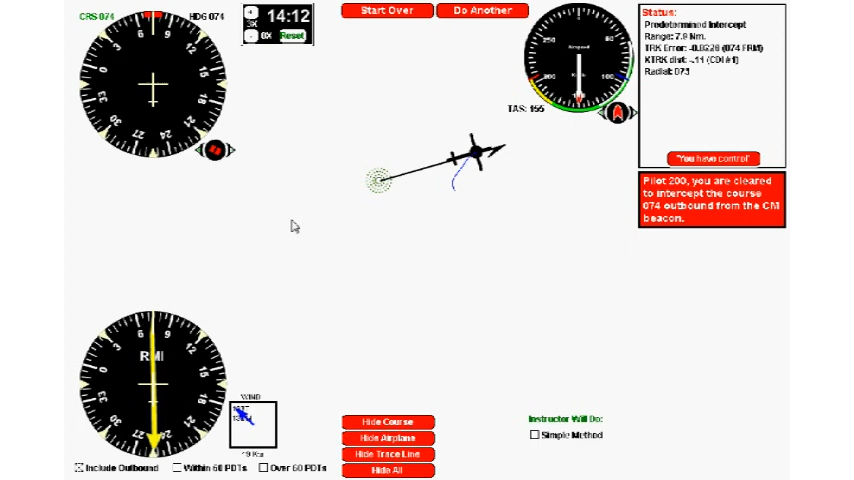 CRS 074
HDG 074
14:12
3X
0X
Reset
Start Over
Do Another
TAS: 155
Status:
Predetermined Intercept
Range: 7.9 Nm.
TRK Error: -0.8226 (074 FRM)
XTRK dist: -.11 (CDI #1)
Radial: 073
"You have control"
Pilot 200, you are cleared
to intercept the course
074 outbound from the CM
beacon.
RMI
WIND
19 Kts
Include Outbound
Within 60 PDTs
Over 60 PDTs
Hide Course
Hide Airplane
Hide Trace Line
Hide All
Instructor Will Do:
Simple Method